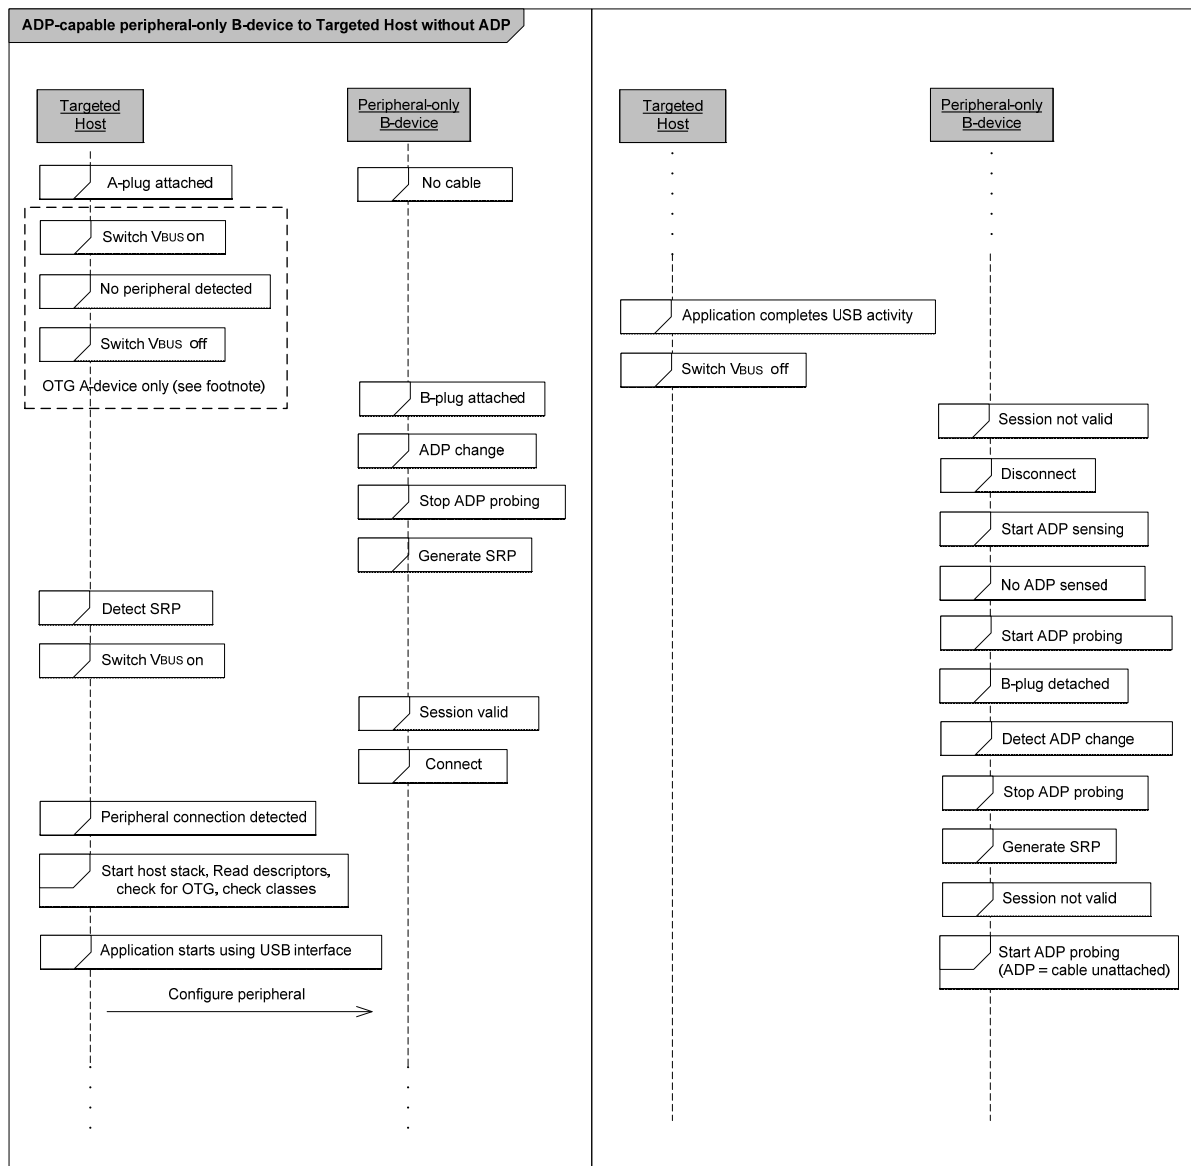 ADP-capable peripheral-only B-device to Targeted Host without ADP
Targeted
Host
Peripheral-only
B-device
A-plug attached
No cable
Switch VBUS on
No peripheral detected
Switch VBUS off
OTG A-device only (see footnote)
B-plug attached
ADP change
Stop ADP probing
Generate SRP
Detect SRP
Switch VBUS on
Session valid
Connect
Peripheral connection detected
Start host stack, Read descriptors,
check for OTG, check classes
Application starts using USB interface
Configure peripheral
Targeted
Host
Peripheral-only
B-device
Application completes USB activity
Switch VBUS off
Session not valid
Disconnect
Start ADP sensing
No ADP sensed
Start ADP probing
B-plug detached
Detect ADP change
Stop ADP probing
Generate SRP
Session not valid
Start ADP probing
(ADP = cable unattached)